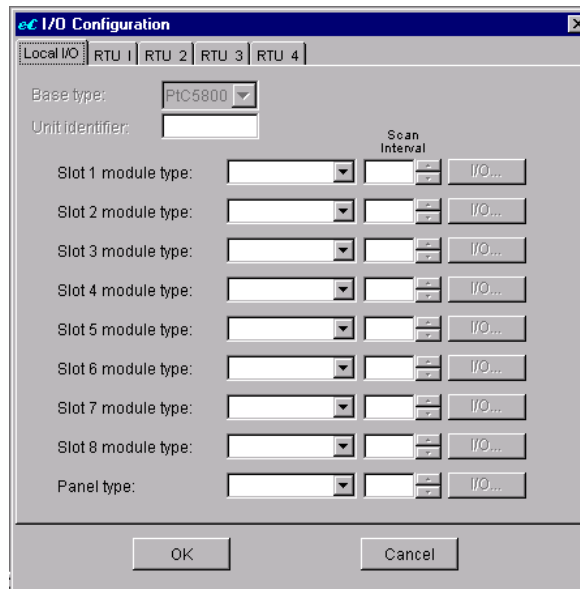 eC I/O Configuration
Local I/O RTU 1 RTU 2 RTU 3 RTU 4
Base type: PtC5800
Unit identifier:
Scan
Interval
Slot 1 module type: I/O...
Slot 2 module type: I/O...
Slot 3 module type: I/O...
Slot 4 module type: I/O...
Slot 5 module type: I/O...
Slot 6 module type: I/O...
Slot 7 module type: I/O...
Slot 8 module type: I/O...
Panel type: I/O...
OK Cancel